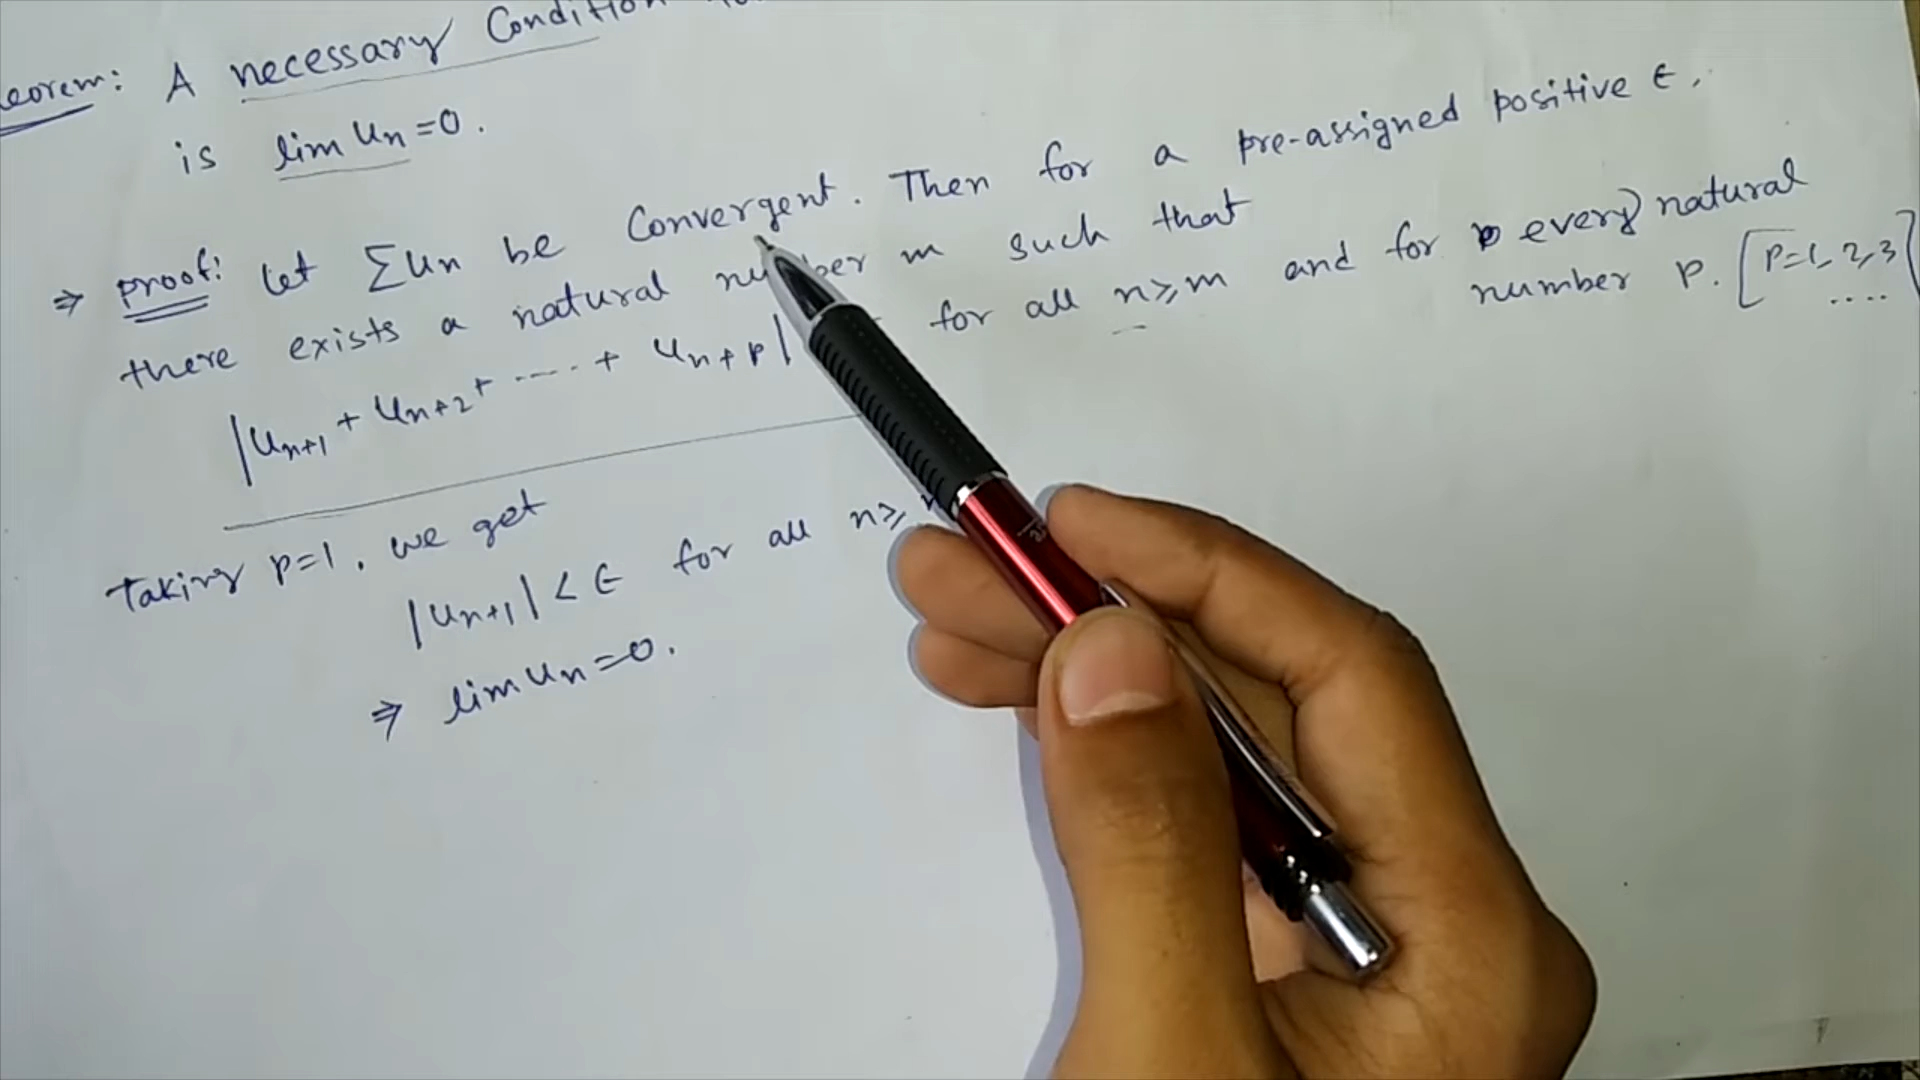 eorem: A necessary Condition
is lim Un = 0.
⇒ proof: Let ΣUn be Convergent. Then for a pre-assigned positive ε,
there exists a natural number m such that
|Un+1 + Un+2 + ---- + Un+p| for all n≥m and for every natural
number p. [p=1, 2, 3
....]
Taking p=1, we get
|Un+1| < ε for all n≥
⇒ lim Un = 0.